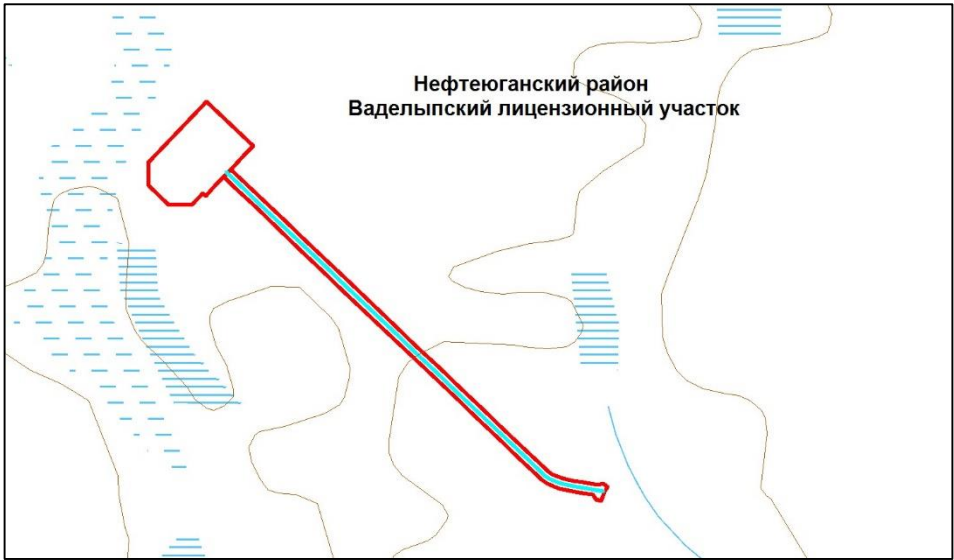 Нефтеюганский район
Ваделыпский лицензионный участок